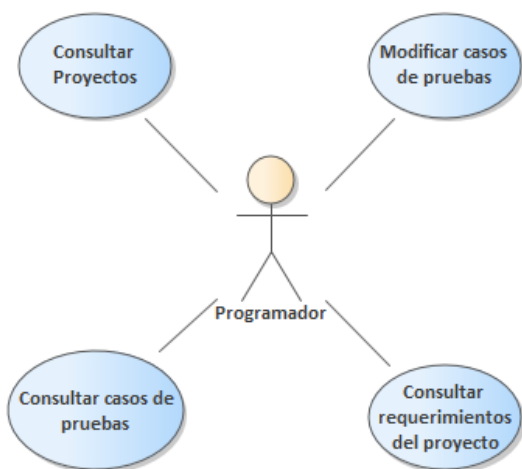 Consultar
Proyectos
Modificar casos
de pruebas
Programador
Consultar casos de
pruebas
Consultar
requerimientos
del proyecto